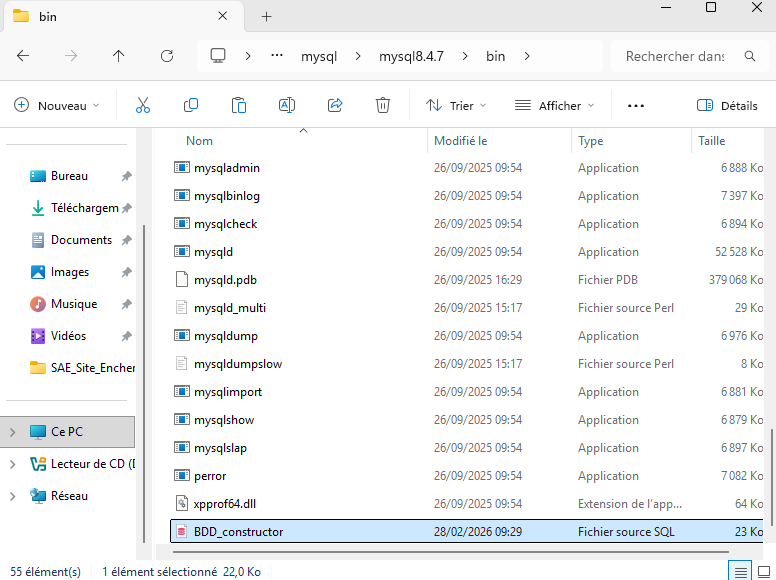 bin
mysql > mysql8.4.7 > bin >
Rechercher dans
Nouveau
Trier
Afficher
Détails
Nom Modifié le Type Taille
Bureau
Téléchargem
Documents
Images
Musique
Vidéos
SAE_Site_Encher
Ce PC
Lecteur de CD (D
Réseau
mysqladmin 26/09/2025 09:54 Application 6 888 Ko
mysqlbinlog 26/09/2025 09:54 Application 7 397 Ko
mysqlcheck 26/09/2025 09:54 Application 6 894 Ko
mysqld 26/09/2025 09:54 Application 52 528 Ko
mysqld.pdb 26/09/2025 16:29 Fichier PDB 379 068 Ko
mysqld_multi 26/09/2025 15:17 Fichier source Perl 29 Ko
mysqldump 26/09/2025 09:54 Application 6 976 Ko
mysqldumpslow 26/09/2025 15:17 Fichier source Perl 8 Ko
mysqlimport 26/09/2025 09:54 Application 6 881 Ko
mysqlshow 26/09/2025 09:54 Application 6 879 Ko
mysqlslap 26/09/2025 09:54 Application 6 897 Ko
perror 26/09/2025 09:54 Application 7 082 Ko
xpprof64.dll 26/09/2025 09:54 Extension de l'app... 64 Ko
BDD_constructor 28/02/2026 09:29 Fichier source SQL 23 Ko
55 élément(s) 1 élément sélectionné 22,0 Ko